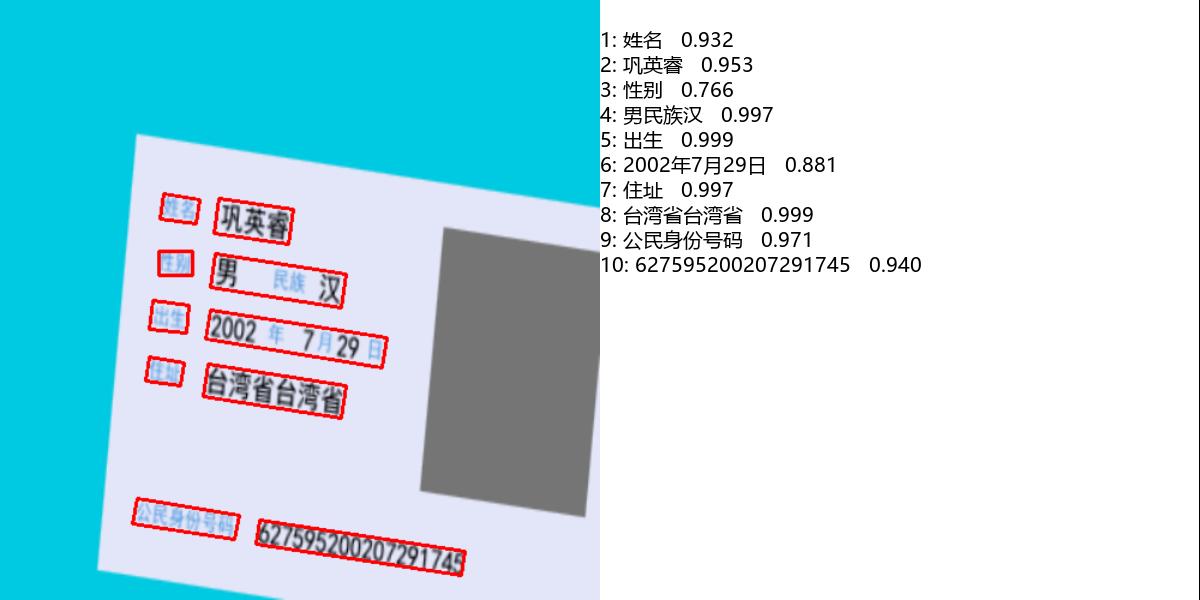 姓名 巩英睿
性别 男 民族 汉
出生 2002 年 7 月 29 日
住址 台湾省台湾省
公民身份号码 627595200207291745
1: 姓名 0.932
2: 巩英睿 0.953
3: 性别 0.766
4: 男民族汉 0.997
5: 出生 0.999
6: 2002年7月29日 0.881
7: 住址 0.997
8: 台湾省台湾省 0.999
9: 公民身份号码 0.971
10: 627595200207291745 0.940